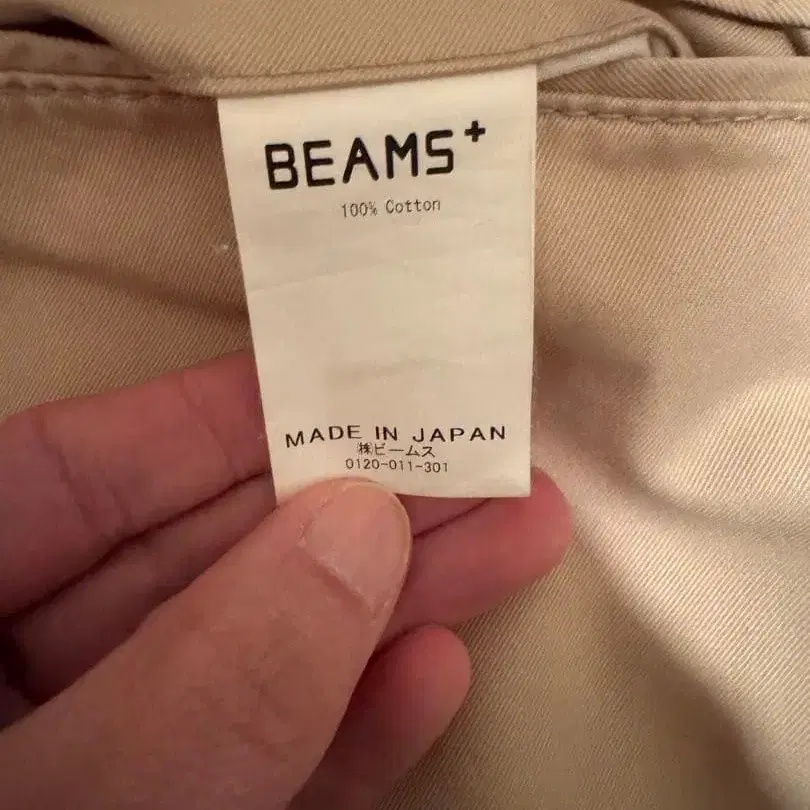 BEAMS+
100% Cotton
MADE IN JAPAN
㈱ビームス
0120-011-301